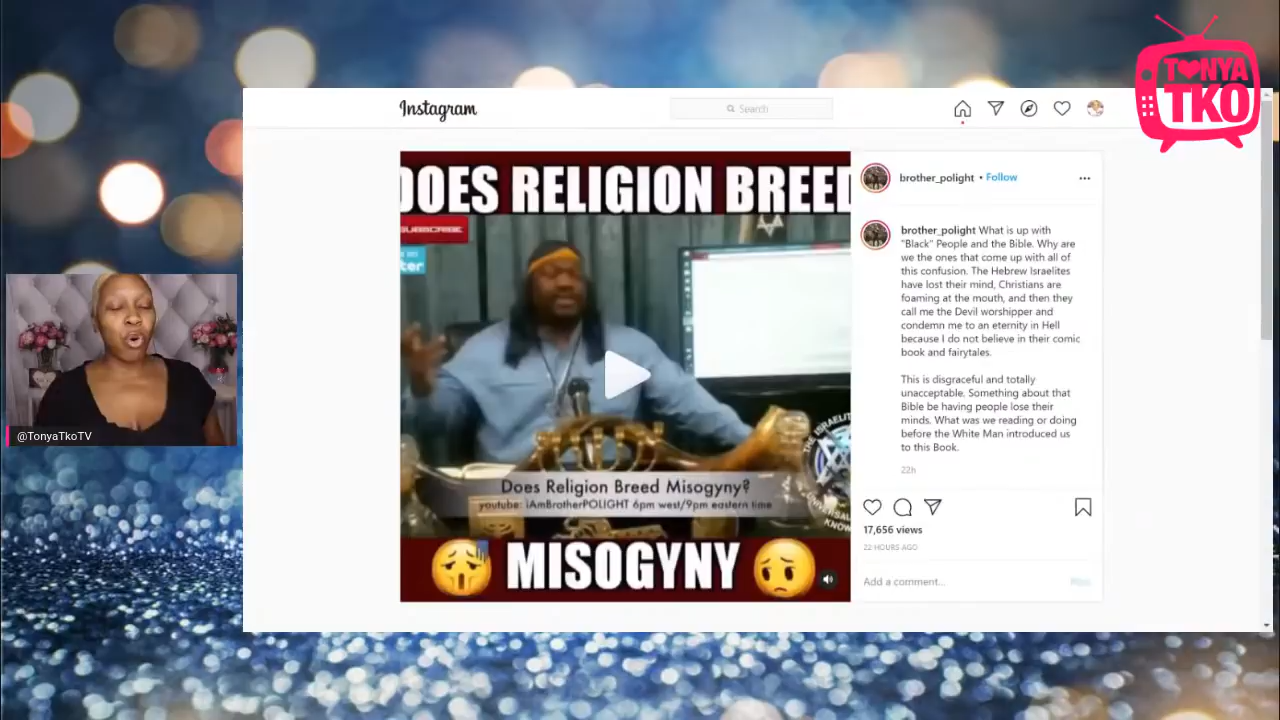 TONYA
TKO
Instagram
Search
DOES RELIGION BREED
SUBSCRIBE
Does Religion Breed Misogyny?
youtube: iAmBrotherPOLIGHT 6pm west/9pm eastern time
MISOGYNY
THE ISRAELITE
UNIVERSAL
brother_polight • Follow
brother_polight What is up with
"Black" People and the Bible. Why are
we the ones that come up with all of
this confusion. The Hebrew Israelites
have lost their mind, Christians are
foaming at the mouth, and then they
call me the Devil worshipper and
condemn me to an eternity in Hell
because I do not believe in their comic
book and fairytales.
This is disgraceful and totally
unacceptable. Something about that
Bible be having people lose their
minds. What was we reading or doing
before the White Man introduced us
to this Book.
22h
17,656 views
22 HOURS AGO
Add a comment...
@TonyaTkoTV